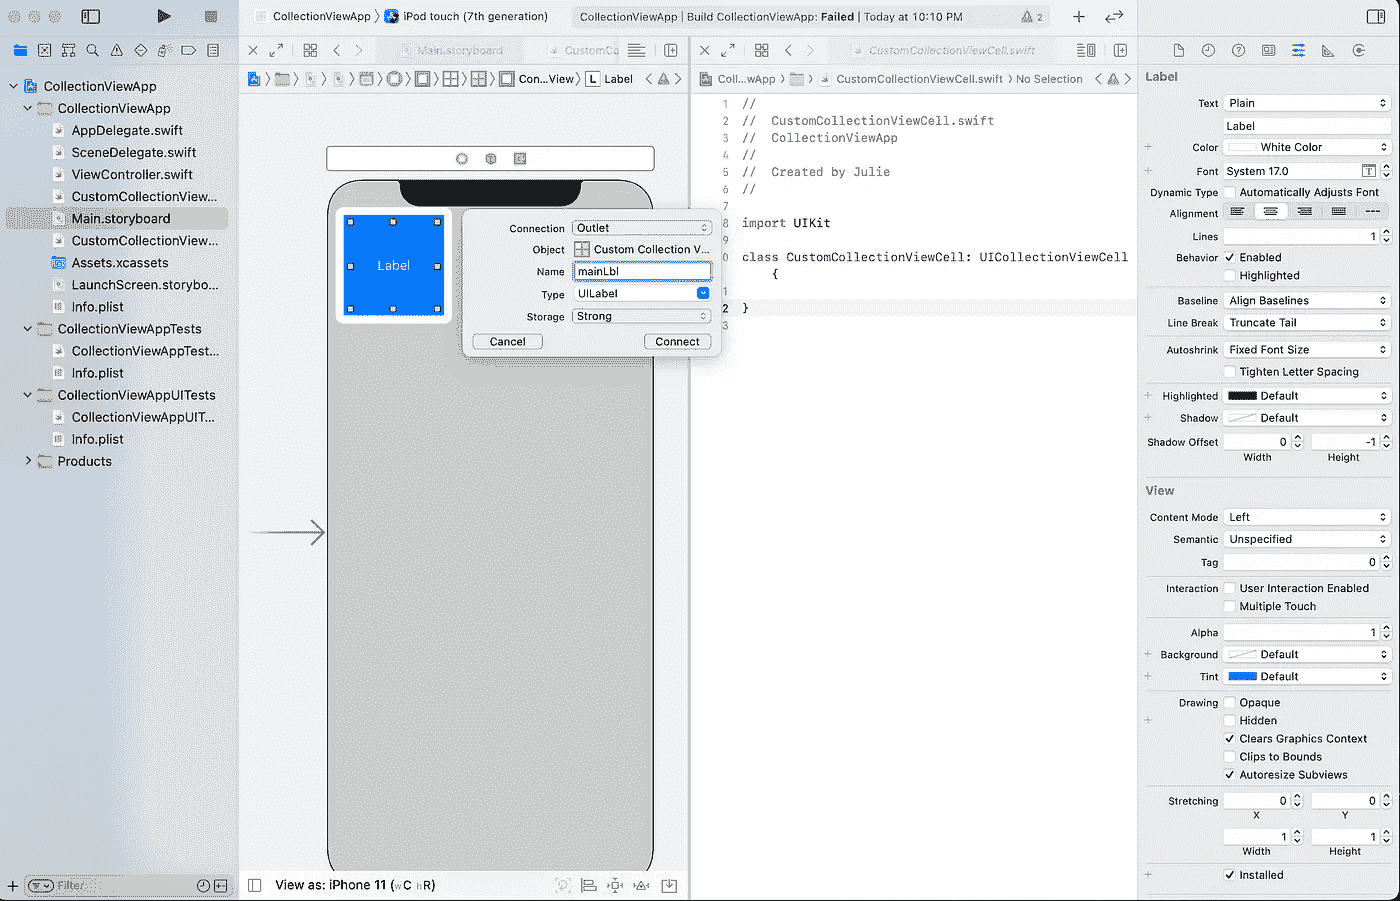 CollectionViewApp
iPod touch (7th generation)
CollectionViewApp | Build CollectionViewApp: Failed | Today at 10:10 PM
2
Main.storyboard
CustomCo
CustomCollectionViewCell.swift
Con...View
L
Label
Coll...wApp
CustomCollectionViewCell.swift
No Selection
CollectionViewApp
CollectionViewApp
AppDelegate.swift
SceneDelegate.swift
ViewController.swift
CustomCollectionView...
Main.storyboard
CustomCollectionView...
Assets.xcassets
LaunchScreen.storybo...
Info.plist
CollectionViewAppTests
CollectionViewAppTest...
Info.plist
CollectionViewAppUITests
CollectionViewAppUIT...
Info.plist
Products
Filter
Label
Connection
Outlet
Object
Custom Collection V...
Name
mainLbl
Type
UILabel
Storage
Strong
Cancel
Connect
View as: iPhone 11 (wC hR)
1 //
2 // CustomCollectionViewCell.swift
3 // CollectionViewApp
4 //
5 // Created by Julie
6 //
7
8 import UIKit
0 class CustomCollectionViewCell: UICollectionViewCell
{
1
2 }
3
Label
Text
Plain
Label
Color
White Color
Font
System 17.0
T
Dynamic Type
Automatically Adjusts Font
Alignment
Lines
1
Behavior
Enabled
Highlighted
Baseline
Align Baselines
Line Break
Truncate Tail
Autoshrink
Fixed Font Size
Tighten Letter Spacing
Highlighted
Default
Shadow
Default
Shadow Offset
0
-1
Width
Height
View
Content Mode
Left
Semantic
Unspecified
Tag
0
Interaction
User Interaction Enabled
Multiple Touch
Alpha
1
Background
Default
Tint
Default
Drawing
Opaque
Hidden
Clears Graphics Context
Clips to Bounds
Autoresize Subviews
Stretching
0
0
X
Y
1
1
Width
Height
Installed